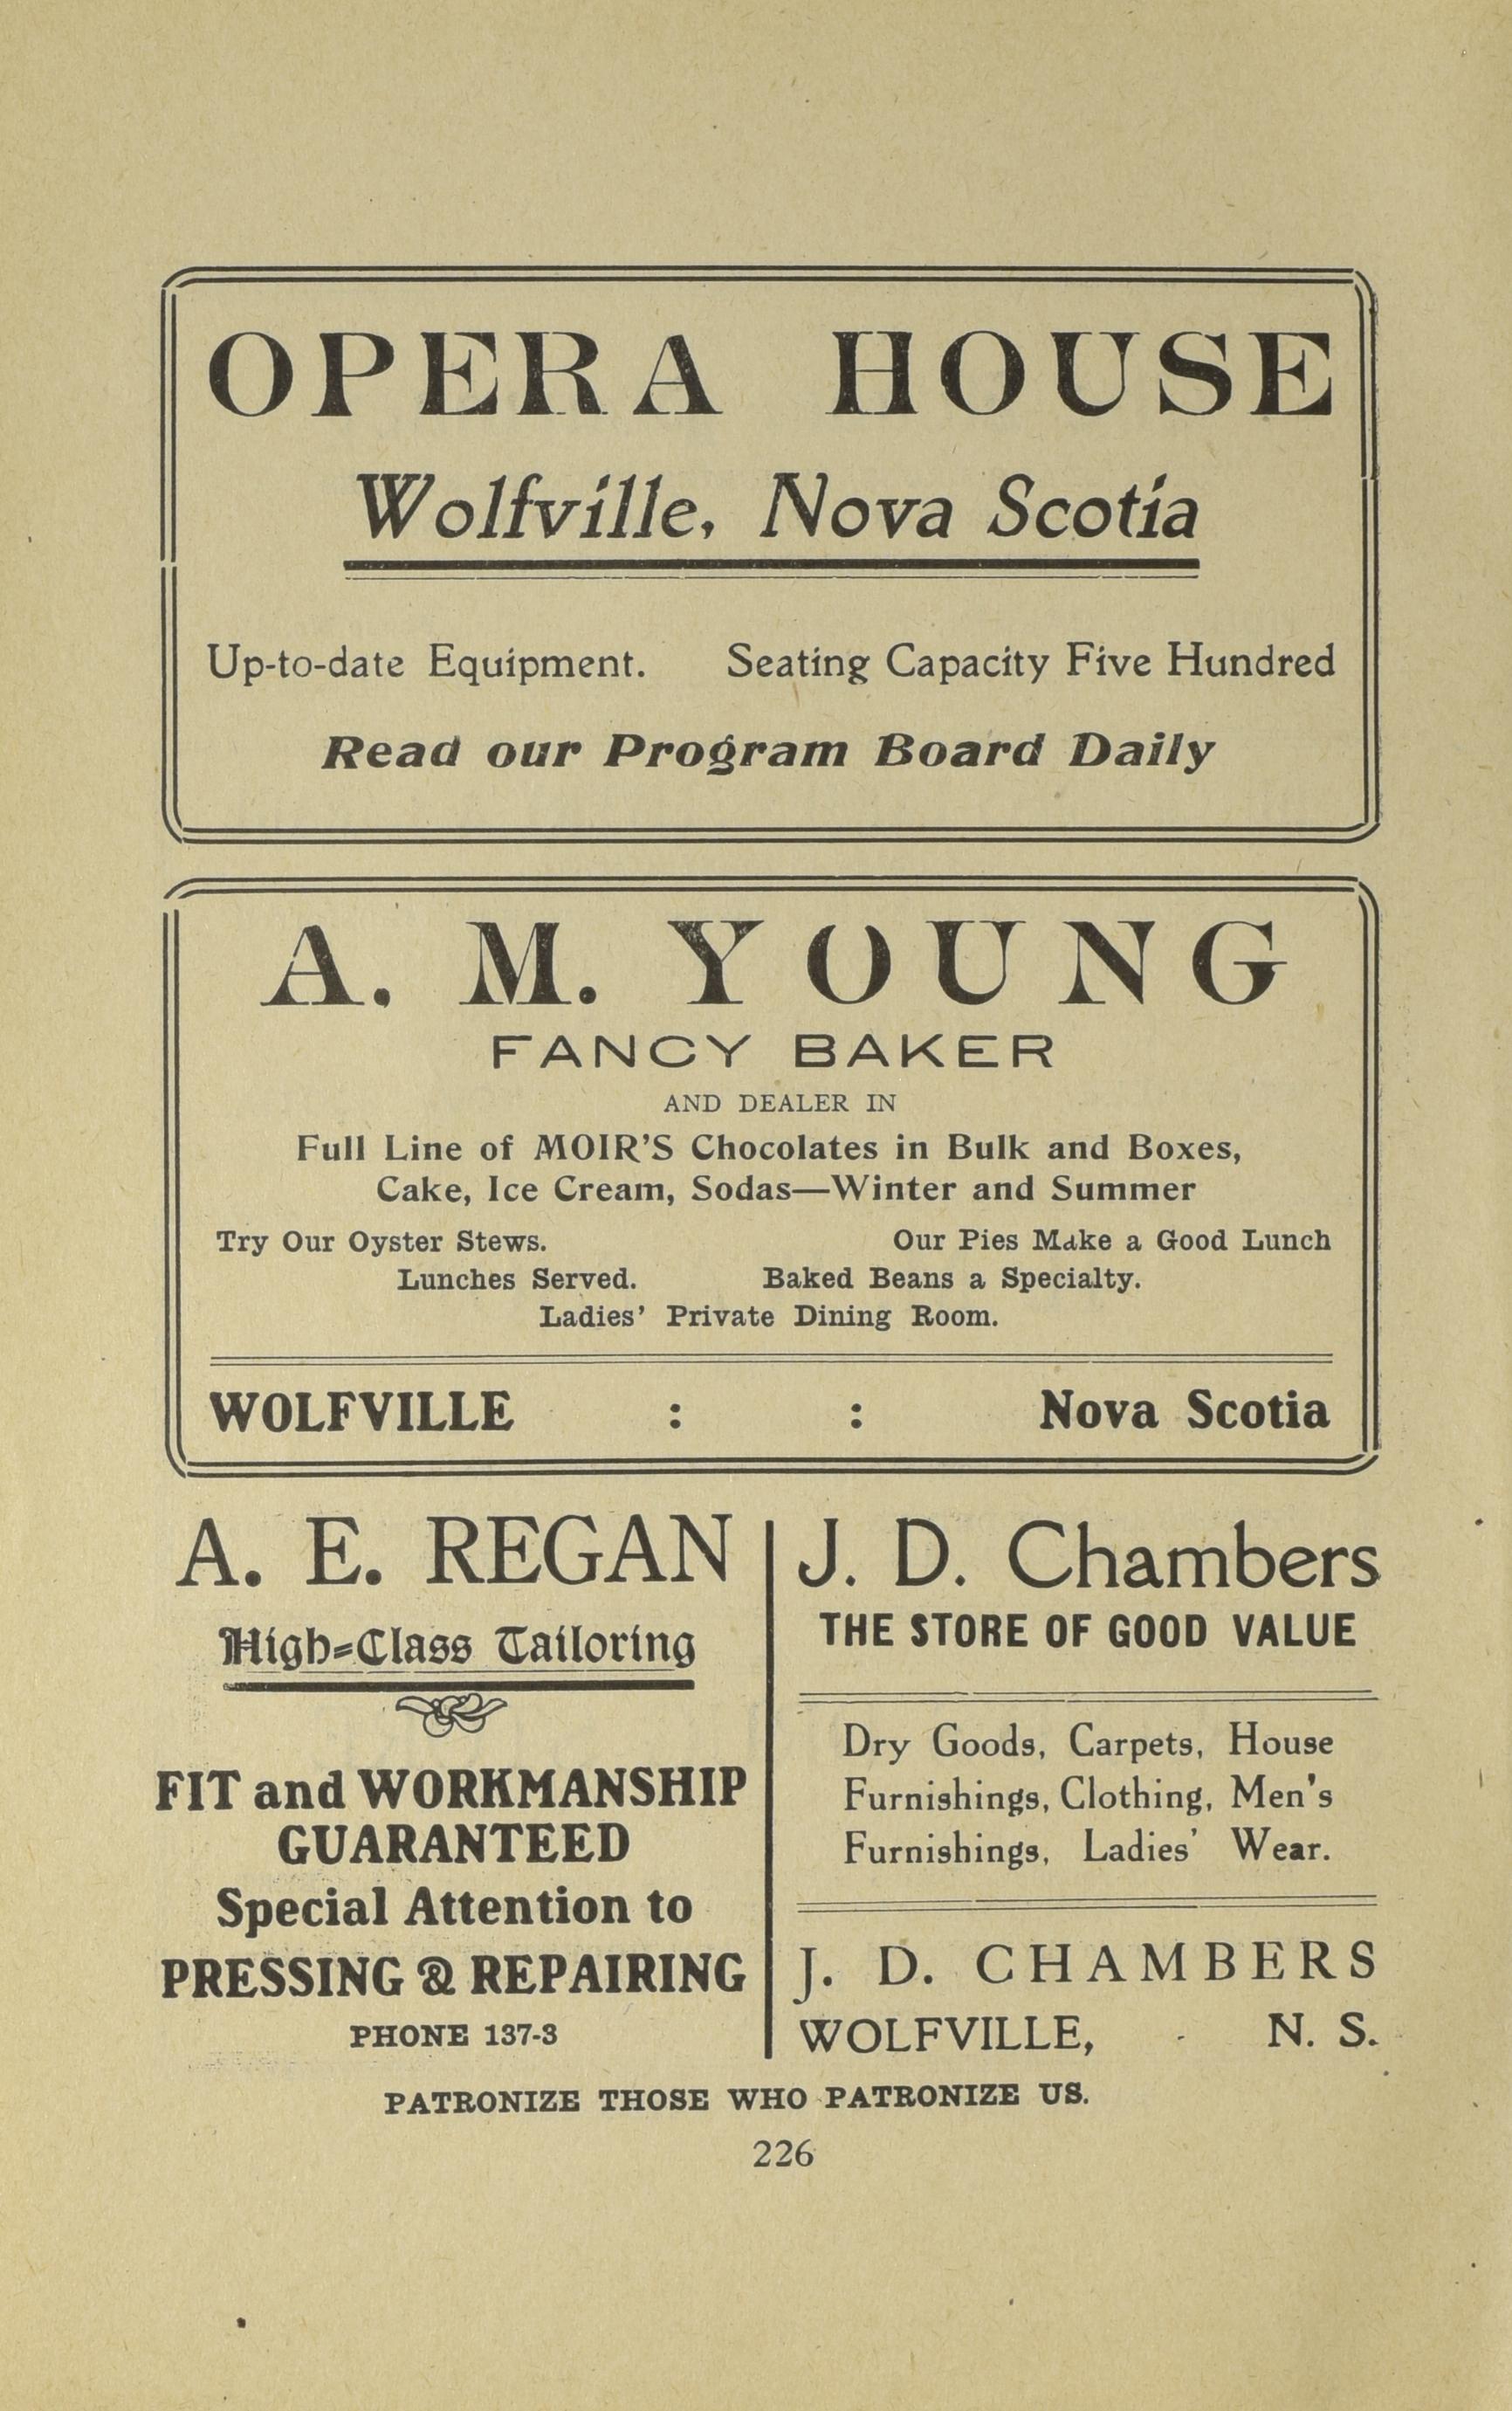 OPERA HOUSE
Wolfville, Nova Scotia
Up-to-date Equipment. Seating Capacity Five Hundred
Read our Program Board Daily
A. M. YOUNG
FANCY BAKER
AND DEALER IN
Full Line of MOIR'S Chocolates in Bulk and Boxes,
Cake, Ice Cream, Sodas—Winter and Summer
Try Our Oyster Stews. Our Pies Make a Good Lunch
Lunches Served. Baked Beans a Specialty.
Ladies' Private Dining Room.
WOLFVILLE : : Nova Scotia
A. E. REGAN
High-Class Tailoring
FIT and WORKMANSHIP
GUARANTEED
Special Attention to
PRESSING & REPAIRING
PHONE 137-3
J. D. Chambers
THE STORE OF GOOD VALUE
Dry Goods, Carpets, House
Furnishings, Clothing, Men's
Furnishings, Ladies' Wear.
J. D. CHAMBERS
WOLFVILLE, - N. S.
PATRONIZE THOSE WHO PATRONIZE US.
226